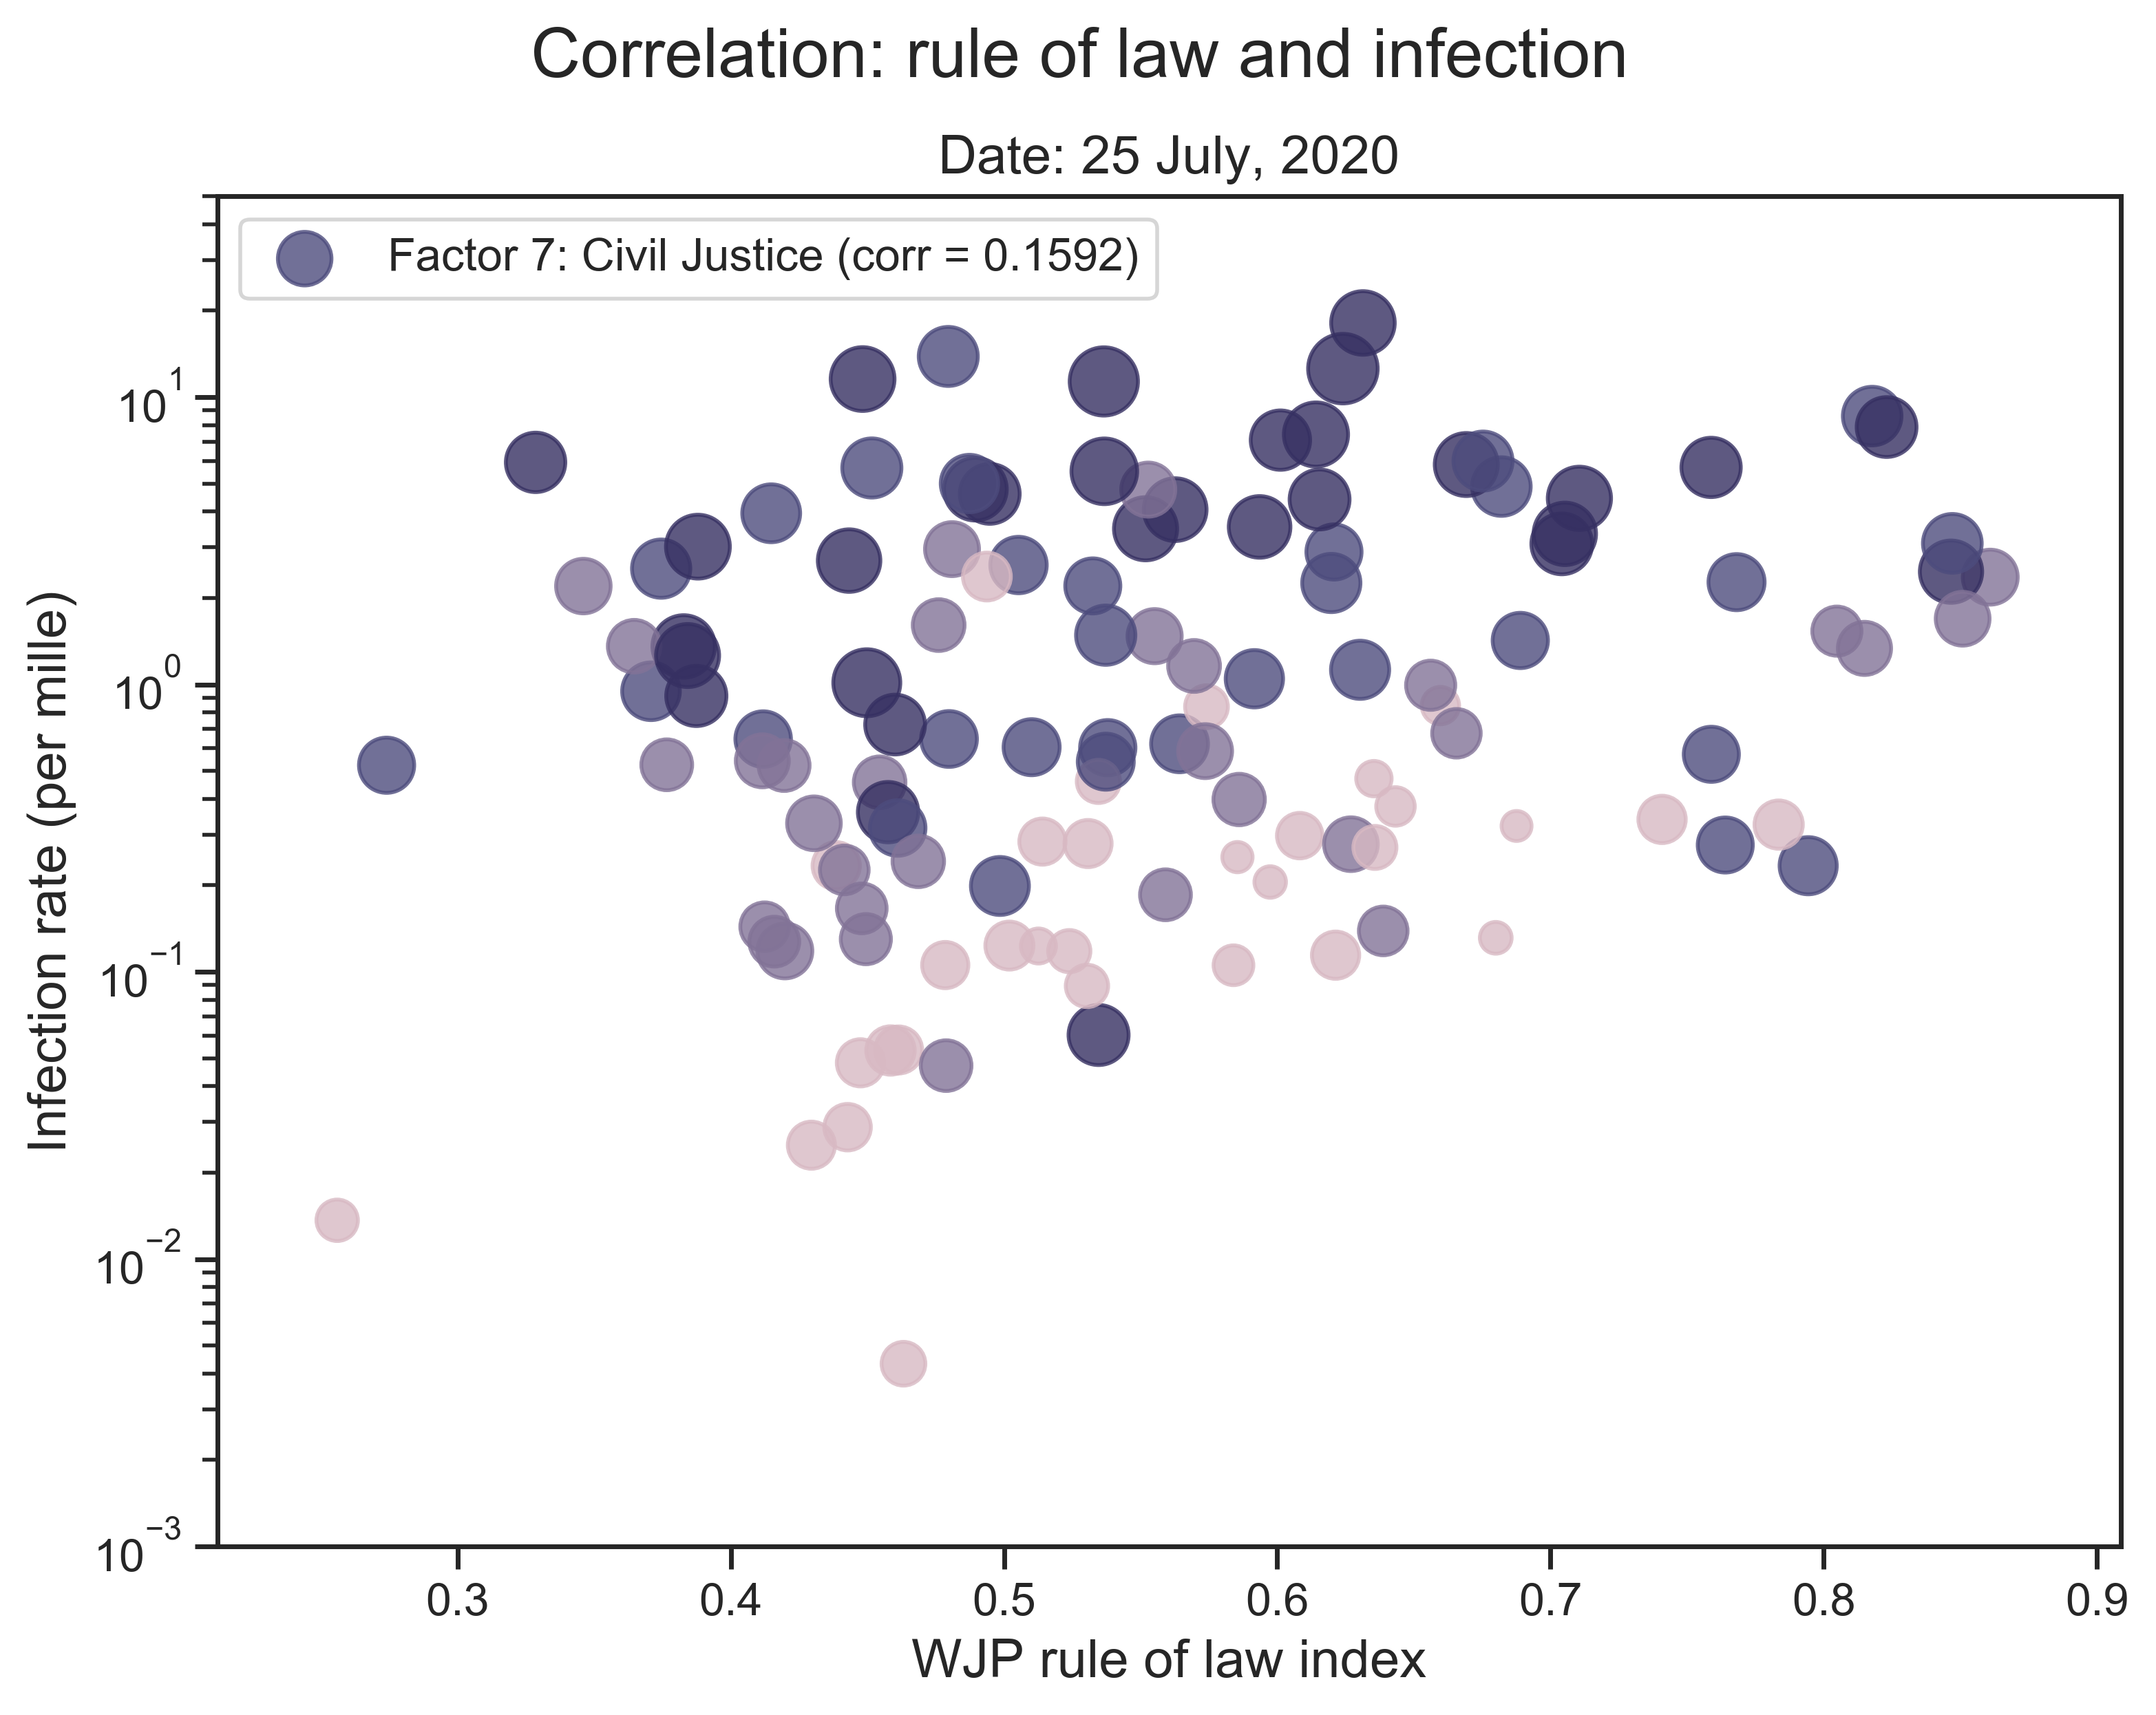 Correlation: rule of law and infection
Date: 25 July, 2020
Factor 7: Civil Justice (corr = 0.1592)
Infection rate (per mille)
10^1
10^0
10^−1
10^−2
10^−3
0.3 0.4 0.5 0.6 0.7 0.8 0.9
WJP rule of law index